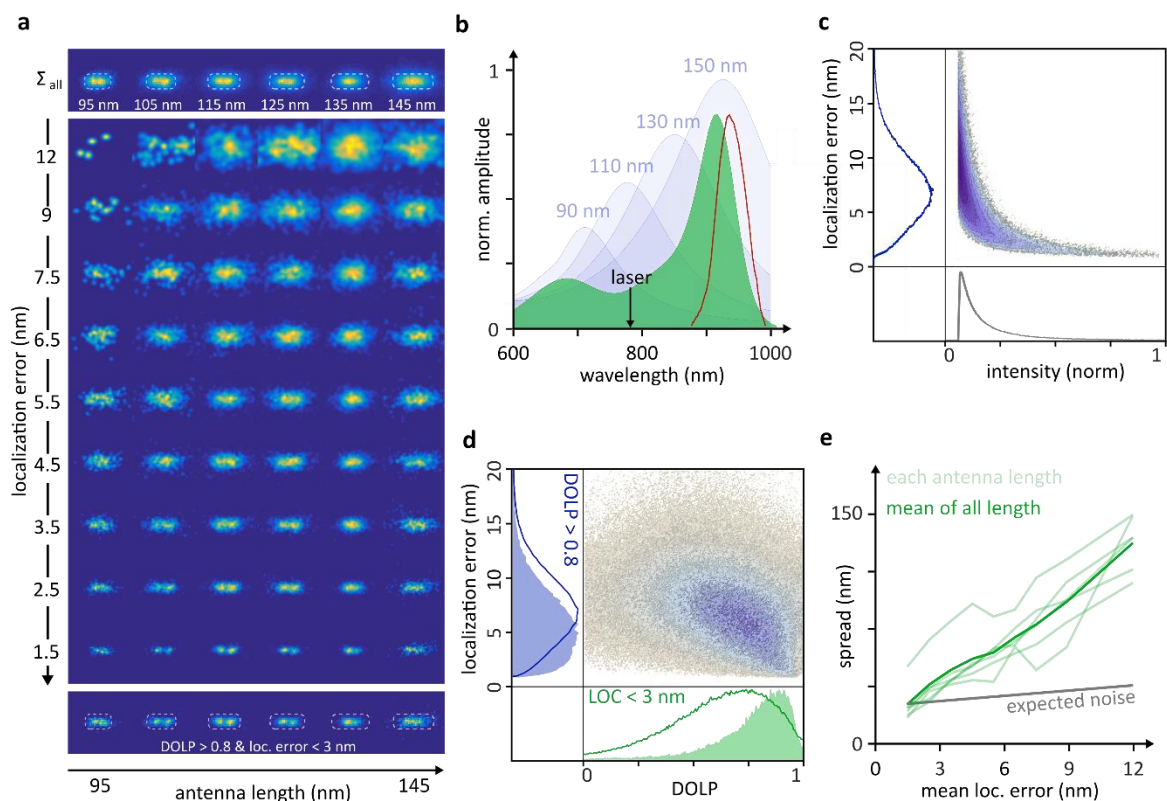 a
Σ all
95 nm 105 nm 115 nm 125 nm 135 nm 145 nm
localization error (nm)
12
9
7.5
6.5
5.5
4.5
3.5
2.5
1.5
DOLP > 0.8 & loc. error < 3 nm
95 antenna length (nm) 145
b
norm. amplitude
1
0
150 nm
130 nm
110 nm
90 nm
laser
600 800 1000
wavelength (nm)
c
localization error (nm)
20
15
10
5
0
0 1
intensity (norm)
d
localization error (nm)
20
15
10
5
0
DOLP > 0.8
LOC < 3 nm
0 1
DOLP
e
each antenna length
mean of all length
spread (nm)
150
0
expected noise
0 3 6 9 12
mean loc. error (nm)